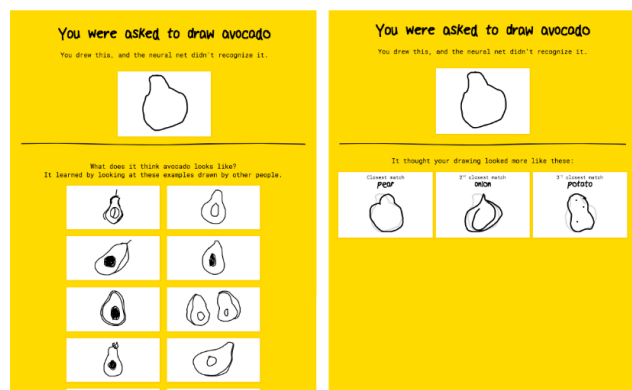 You were asked to draw avocado
You drew this, and the neural net didn't recognize it.
What does it think avocado looks like?
It learned by looking at these examples drawn by other people.
You were asked to draw avocado
You drew this, and the neural net didn't recognize it.
It thought your drawing looked more like these:
Closest match
pear
2nd closest match
onion
3rd closest match
potato